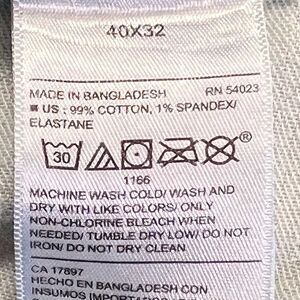 40X32
MADE IN BANGLADESH RN 54023
■ US : 99% COTTON, 1% SPANDEX/
ELASTANE
30
®
1166
MACHINE WASH COLD/ WASH AND
DRY WITH LIKE COLORS/ ONLY
NON-CHLORINE BLEACH WHEN
NEEDED/ TUMBLE DRY LOW/ DO NOT
IRON/ DO NOT DRY CLEAN
CA 17897
HECHO EN BANGLADESH CON
INSUMOS IMPORTADOS